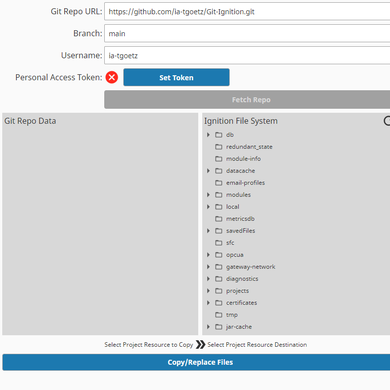 Git Repo URL: https://github.com/ia-tgoetz/Git-Ignition.git
Branch: main
Username: ia-tgoetz
Personal Access Token: Set Token
Fetch Repo
Git Repo Data
Ignition File System
db
redundant_state
module-info
datacache
email-profiles
modules
local
metricsdb
savedFiles
sfc
opcua
gateway-network
diagnostics
projects
certificates
tmp
jar-cache
Select Project Resource to Copy Select Project Resource Destination
Copy/Replace Files